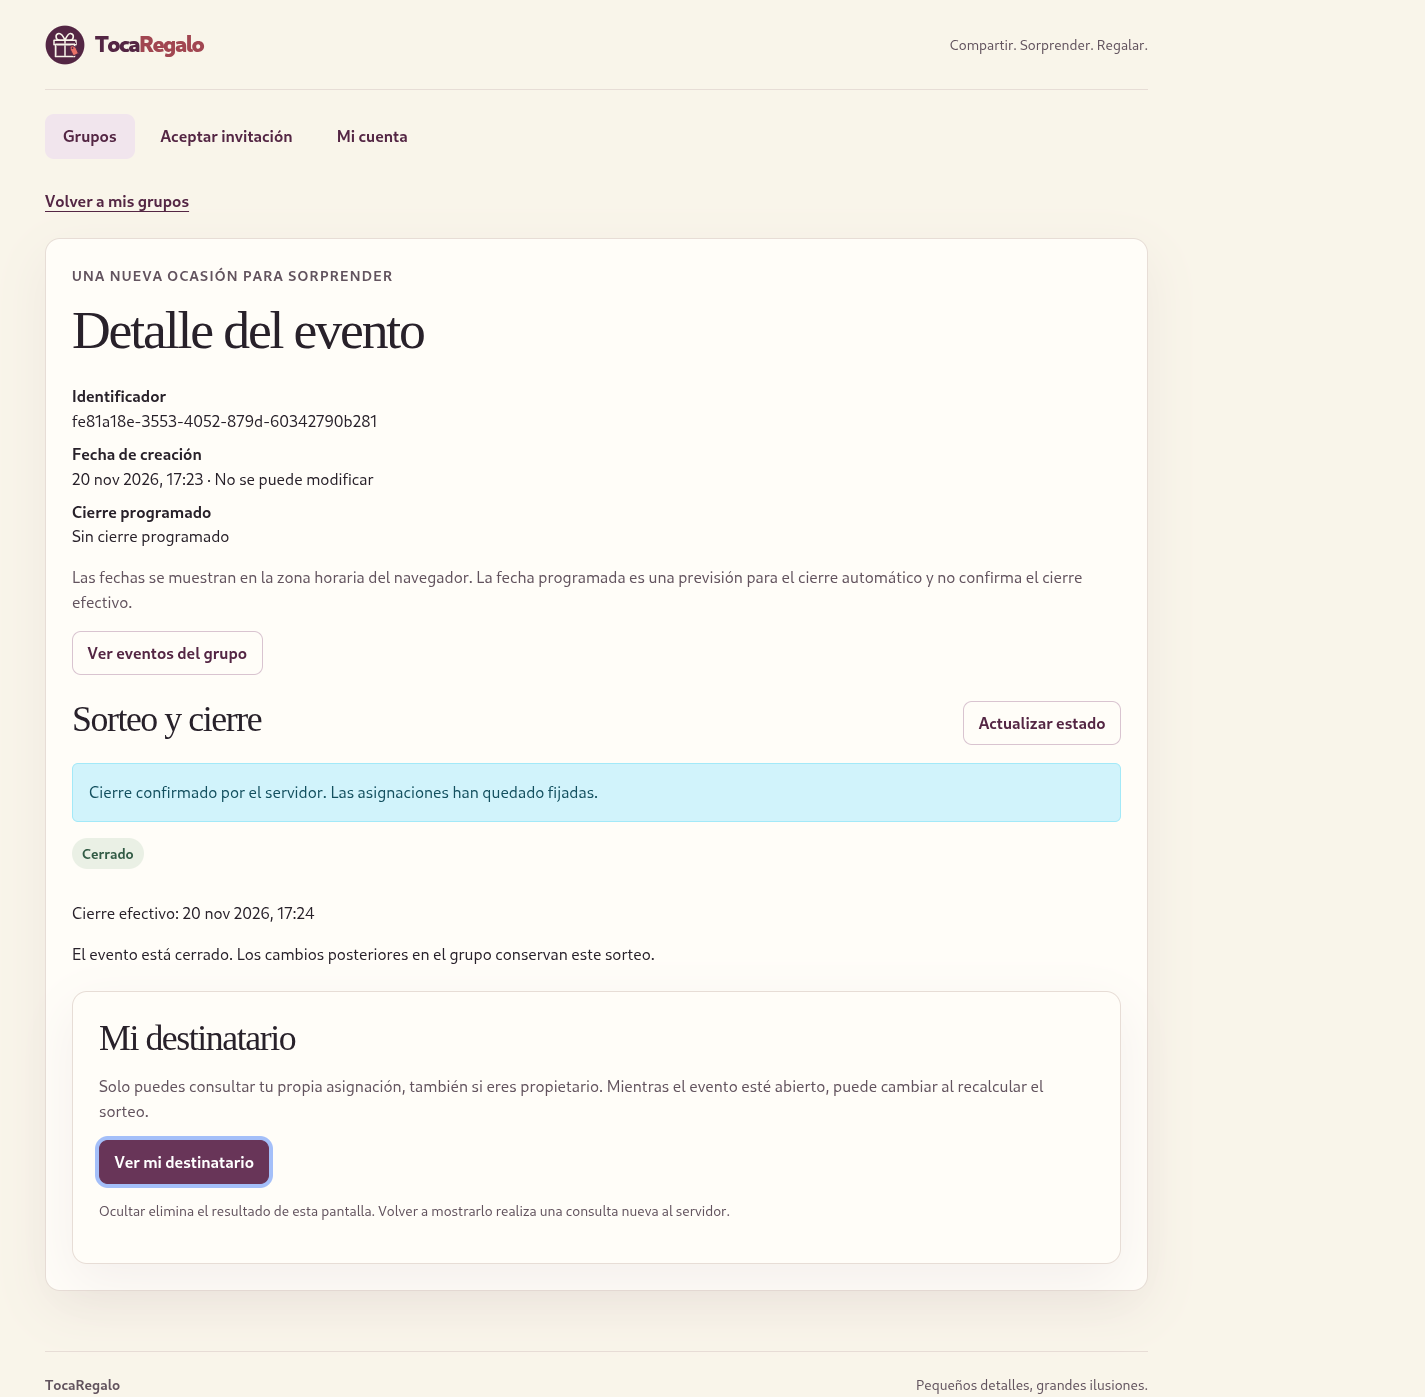 TocaRegalo
Compartir. Sorprender. Regalar.
Grupos
Aceptar invitación
Mi cuenta
Volver a mis grupos
UNA NUEVA OCASIÓN PARA SORPRENDER
Detalle del evento
Identificador
fe81a18e-3553-4052-879d-60342790b281
Fecha de creación
20 nov 2026, 17:23 · No se puede modificar
Cierre programado
Sin cierre programado
Las fechas se muestran en la zona horaria del navegador. La fecha programada es una previsión para el cierre automático y no confirma el cierre
efectivo.
Ver eventos del grupo
Sorteo y cierre
Actualizar estado
Cierre confirmado por el servidor. Las asignaciones han quedado fijadas.
Cerrado
Cierre efectivo: 20 nov 2026, 17:24
El evento está cerrado. Los cambios posteriores en el grupo conservan este sorteo.
Mi destinatario
Solo puedes consultar tu propia asignación, también si eres propietario. Mientras el evento esté abierto, puede cambiar al recalcular el
sorteo.
Ver mi destinatario
Ocultar elimina el resultado de esta pantalla. Volver a mostrarlo realiza una consulta nueva al servidor.
TocaRegalo
Pequeños detalles, grandes ilusiones.